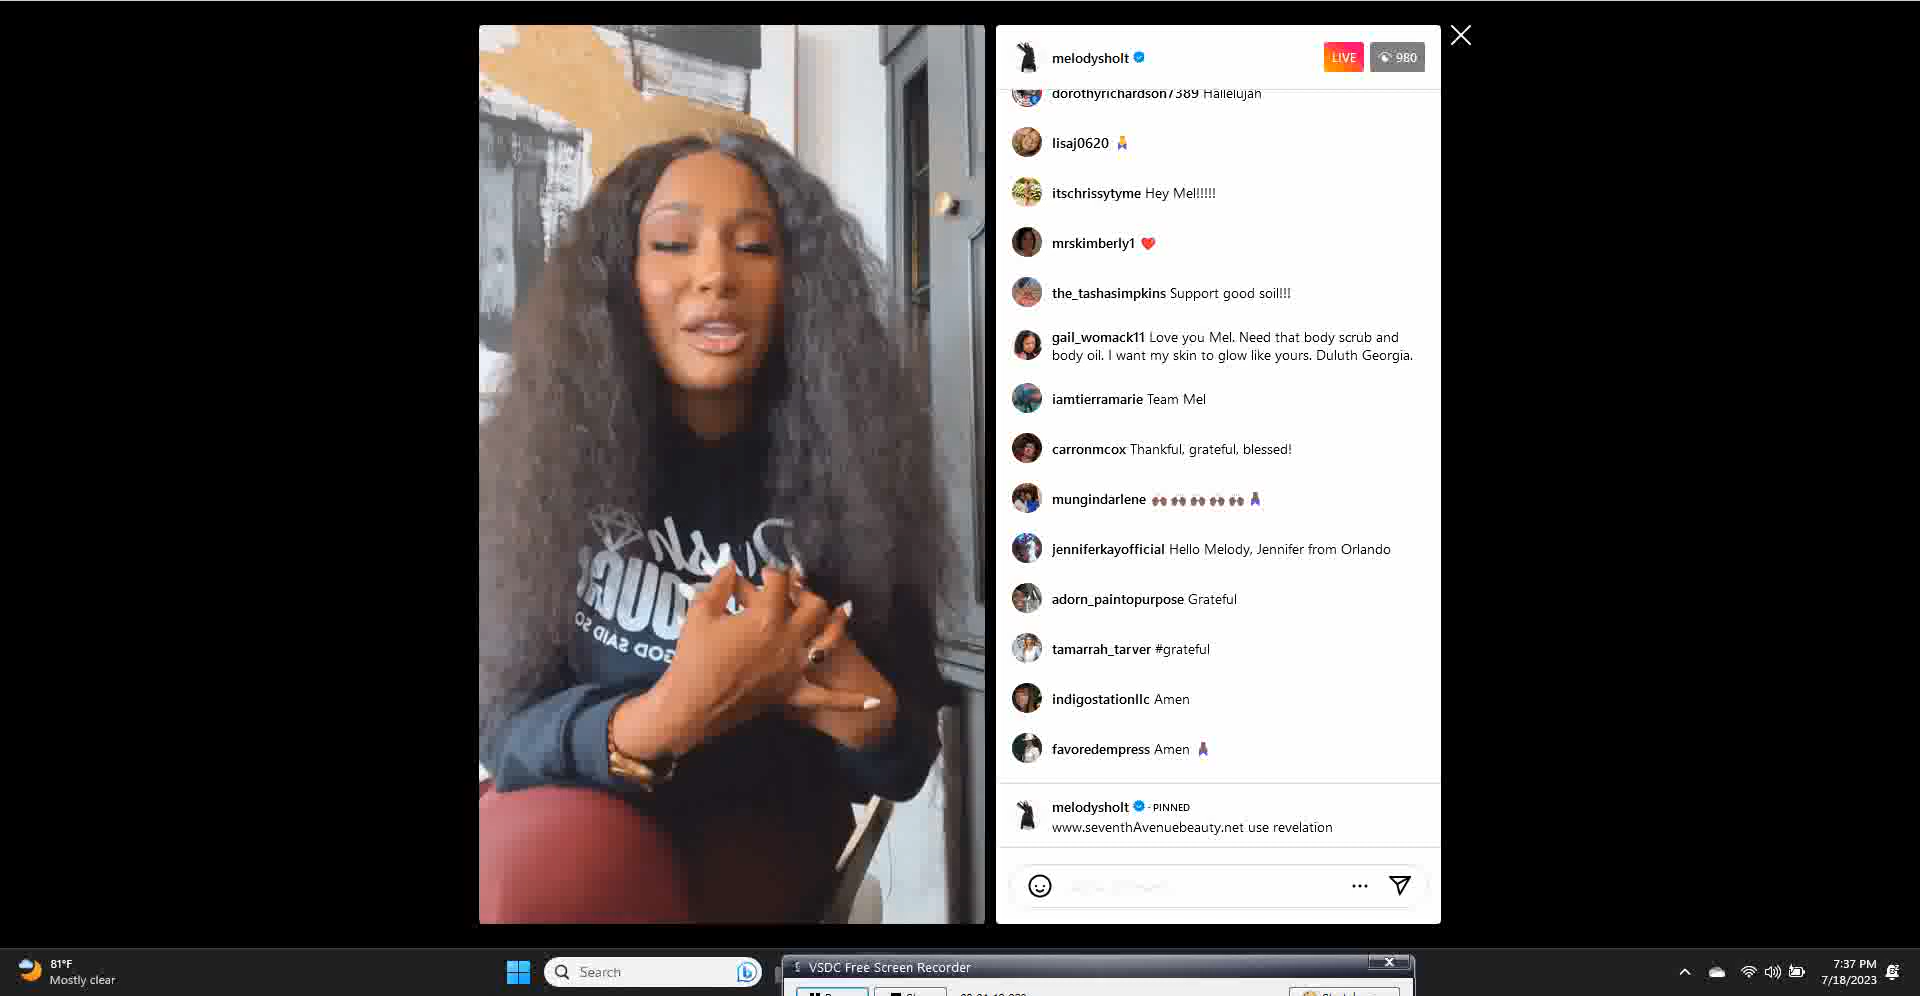 melodysholt
LIVE
980
dorothyrichardson7389 Hallelujah
lisaj0620
itschrissytyme Hey Mel!!!!!
mrskimberly1
the_tashasimpkins Support good soil!!!
gail_womack11 Love you Mel. Need that body scrub and
body oil. I want my skin to glow like yours. Duluth Georgia.
iamtierramarie Team Mel
carronmcox Thankful, grateful, blessed!
mungindarlene
jenniferkayofficial Hello Melody, Jennifer from Orlando
adorn_paintopurpose Grateful
tamarrah_tarver #grateful
indigostationllc Amen
favoredempress Amen
melodysholt · PINNED
www.seventhAvenuebeauty.net use revelation
GOD SAID SO
81°F
Mostly clear
Search
VSDC Free Screen Recorder
7:37 PM
7/18/2023